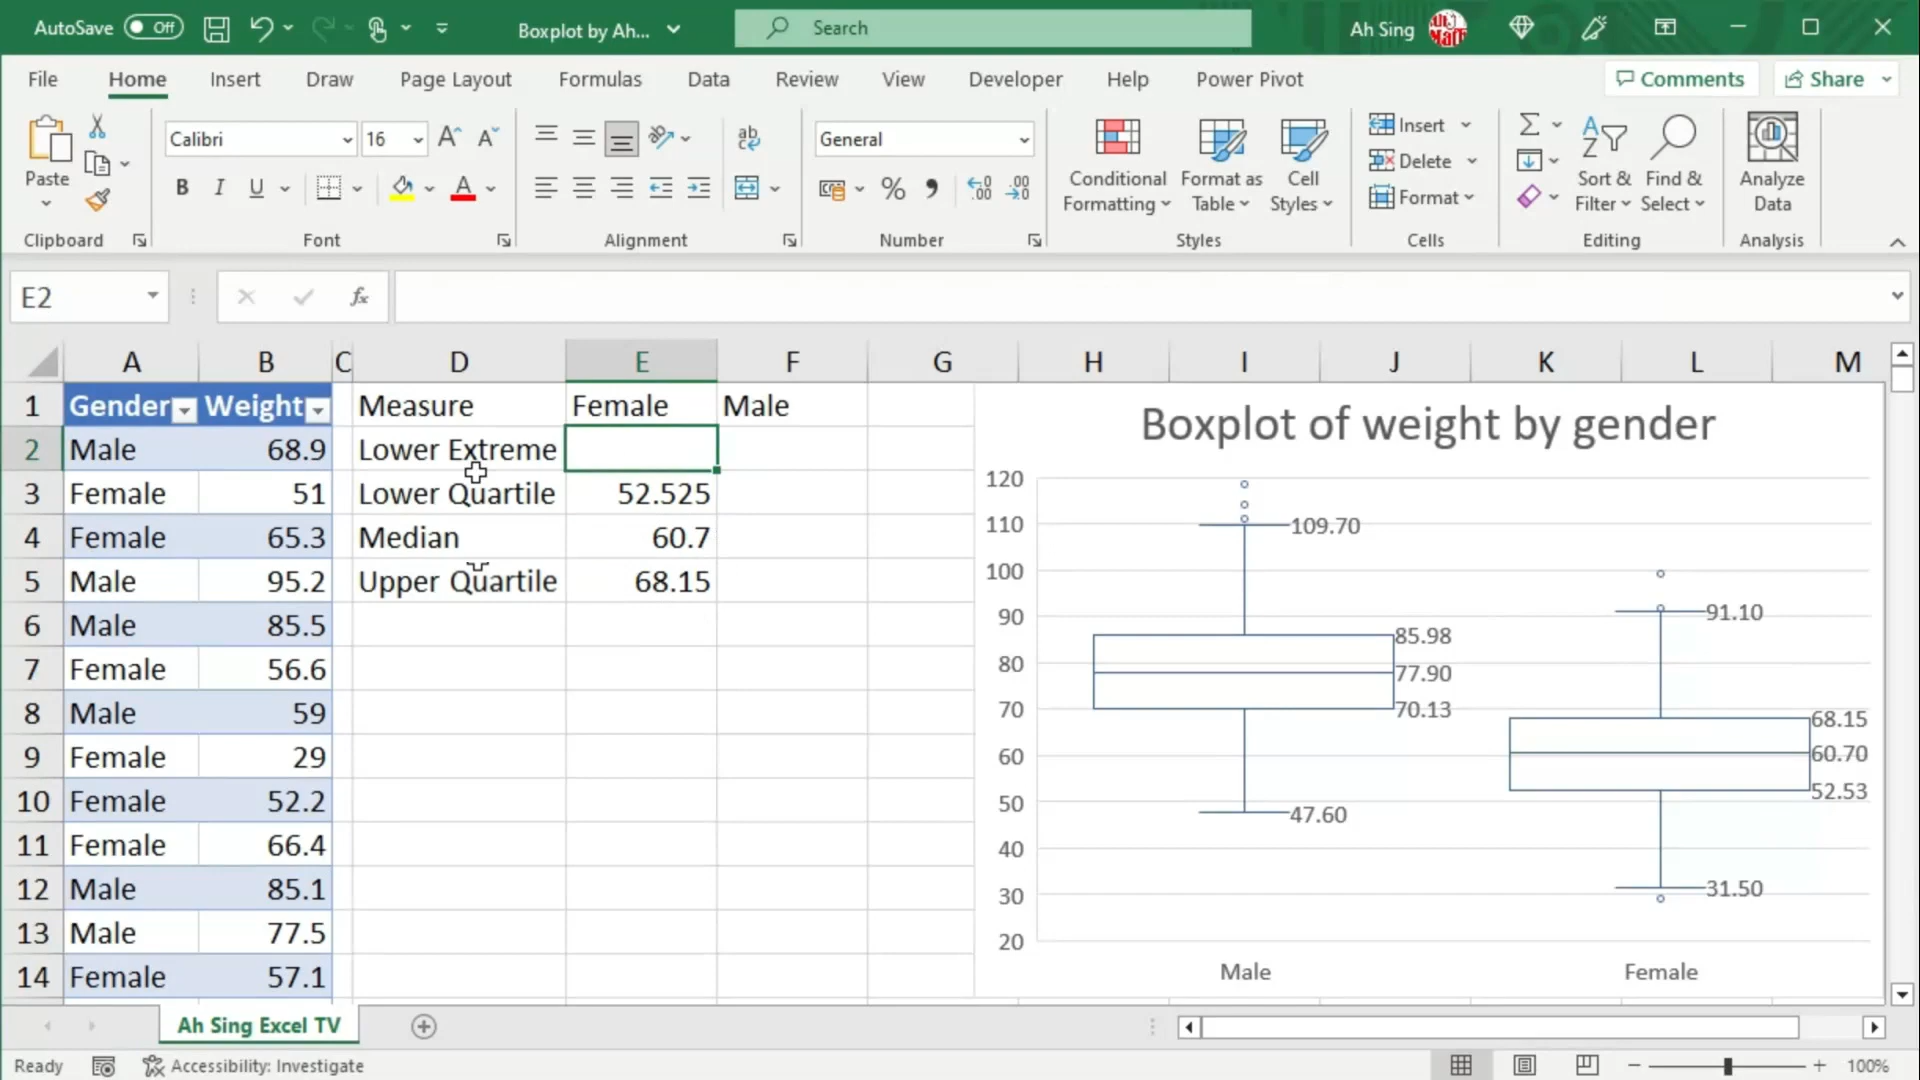 AutoSave Off Boxplot by Ah... Search Ah Sing
File Home Insert Draw Page Layout Formulas Data Review View Developer Help Power Pivot Comments Share
Paste Calibri 16 General Conditional Formatting Format as Table Cell Styles Insert Delete Format Sort & Filter Find & Select Analyze Data
Clipboard Font Alignment Number Styles Cells Editing Analysis
E2 fx
A B C D E F G H I J K L M
1 Gender Weight Measure Female Male
2 Male 68.9 Lower Extreme
3 Female 51 Lower Quartile 52.525
4 Female 65.3 Median 60.7
5 Male 95.2 Upper Quartile 68.15
6 Male 85.5
7 Female 56.6
8 Male 59
9 Female 29
10 Female 52.2
11 Female 66.4
12 Male 85.1
13 Male 77.5
14 Female 57.1
Boxplot of weight by gender
120
110 109.70
100
90 91.10
85.98
80
77.90
70 70.13 68.15
60 60.70
52.53
50 47.60
40
30 31.50
20
Male Female
Ah Sing Excel TV
Ready Accessibility: Investigate 100%